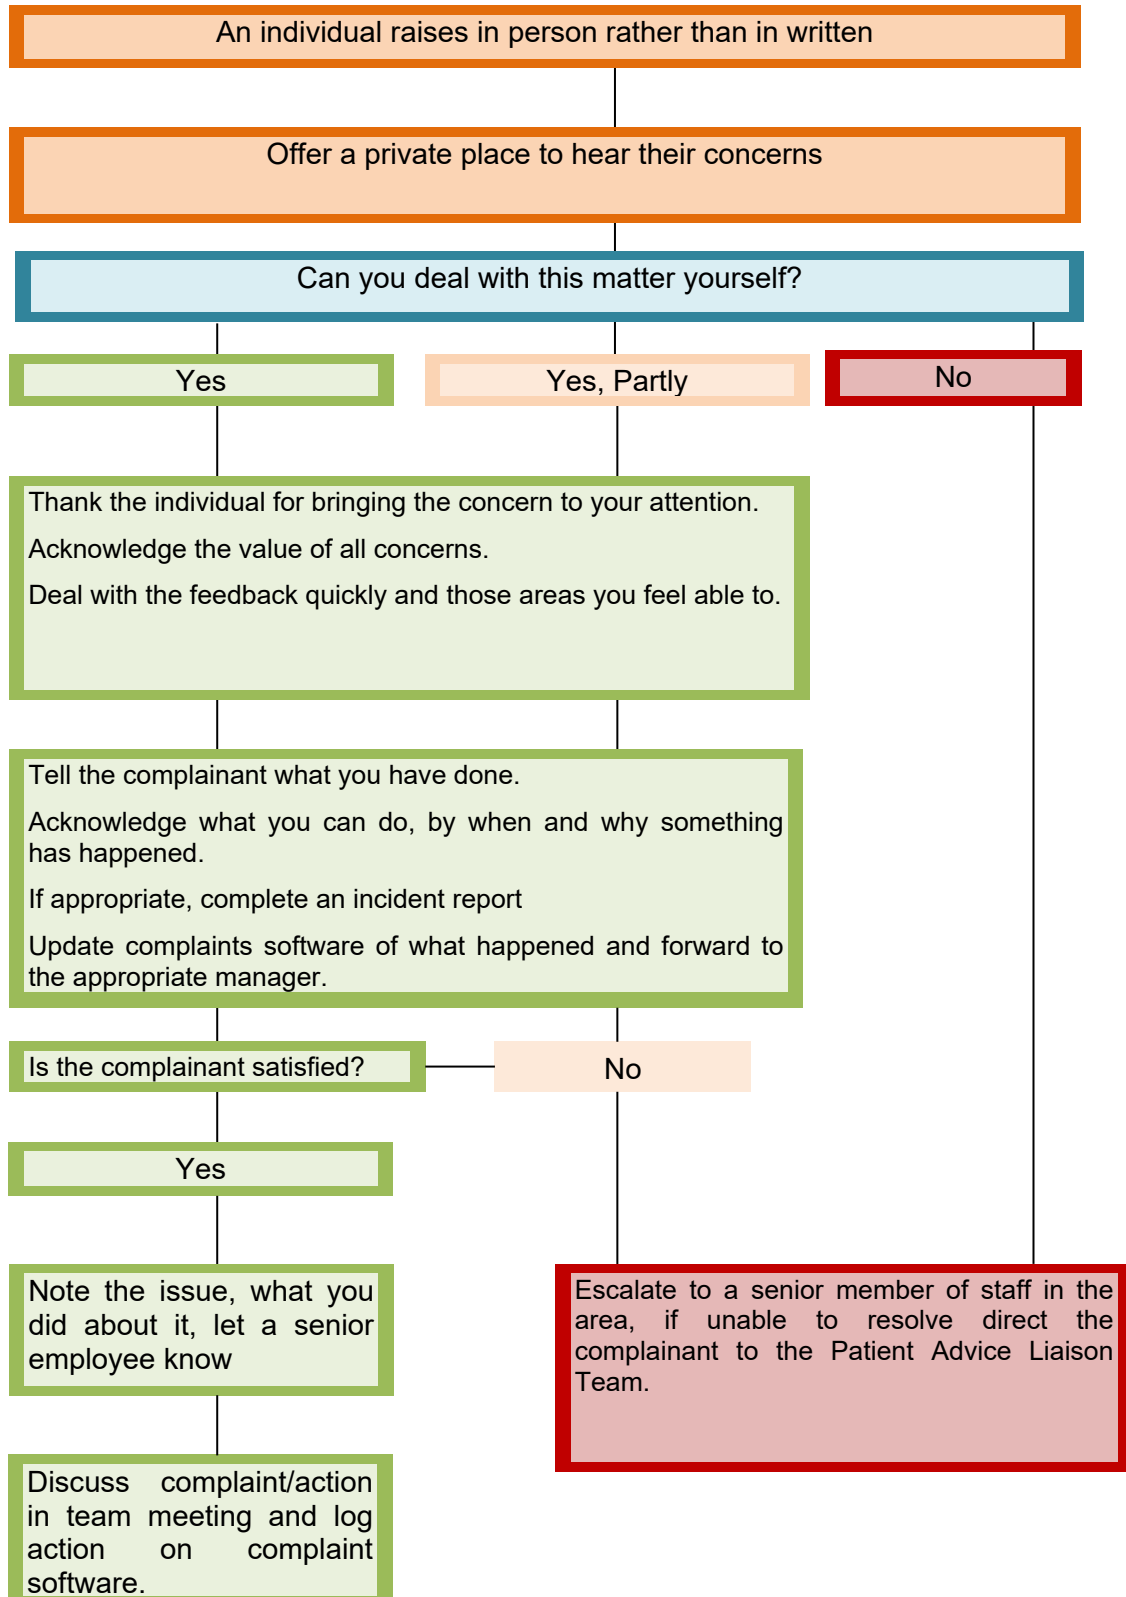 An individual raises in person rather than in written
Offer a private place to hear their concerns
Can you deal with this matter yourself?
Yes
Yes, Partly
No
Thank the individual for bringing the concern to your attention.
Acknowledge the value of all concerns.
Deal with the feedback quickly and those areas you feel able to.
Tell the complainant what you have done.
Acknowledge what you can do, by when and why something
has happened.
If appropriate, complete an incident report
Update complaints software of what happened and forward to
the appropriate manager.
Is the complainant satisfied?
No
Yes
Note the issue, what you
did about it, let a senior
employee know
Escalate to a senior member of staff in the
area, if unable to resolve direct the
complainant to the Patient Advice Liaison
Team.
Discuss complaint/action
in team meeting and log
action on complaint
software.